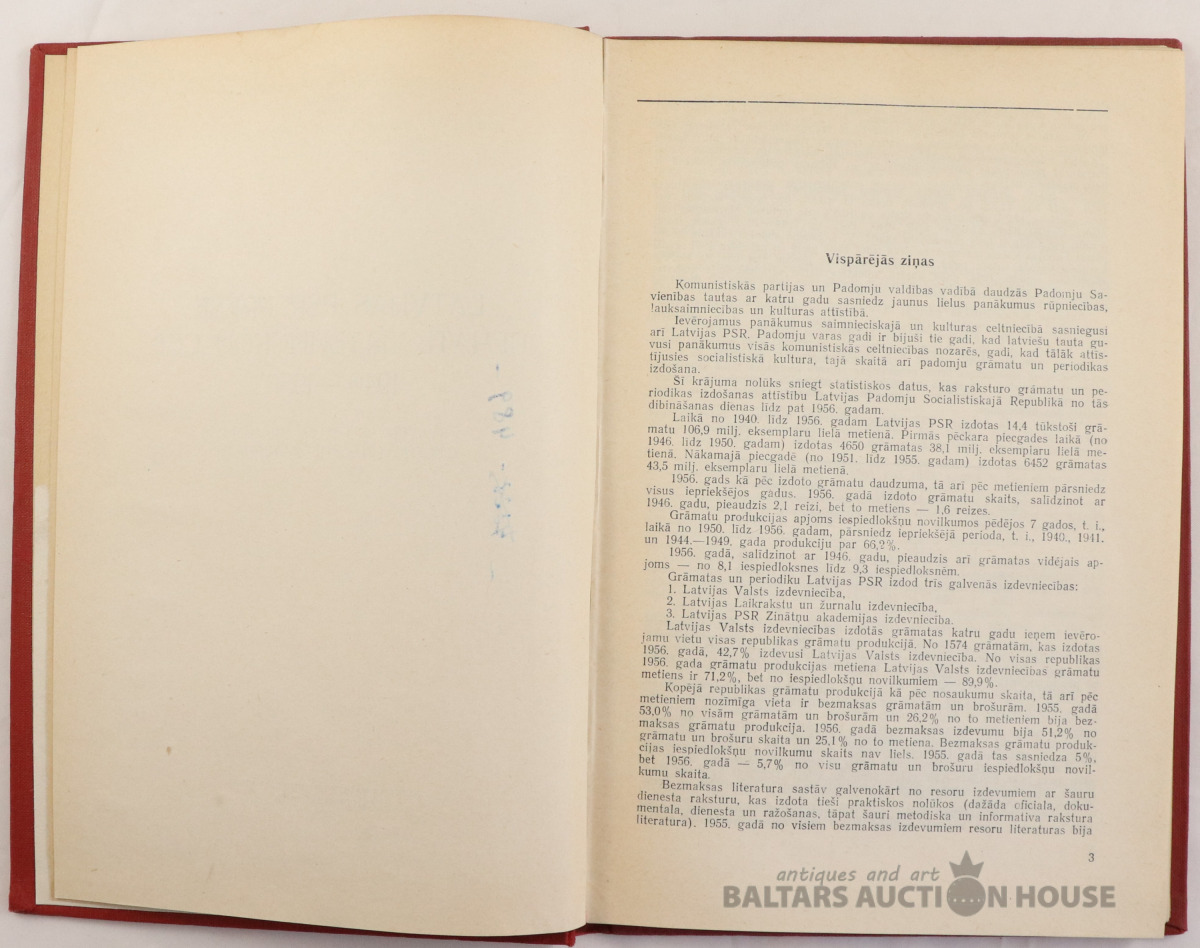 Vispārējās ziņas
Komunistiskās partijas un Padomju valdības vadībā daudzās Padomju Sa-
vienības tautas ar katru gadu sasniedz jaunus lielus panākumus rūpniecības,
lauksaimniecības un kulturas attīstībā.
Ievērojamus panākumus saimnieciskajā un kulturas celtniecībā sasniegusi
arī Latvijas PSR. Padomju varas gadi ir bijuši tie gadi, kad latviešu tauta gu-
vusi panākumus visās komunistiskās celtniecības nozarēs, gadi, kad tālāk attīs-
tījusies socialistiskā kultura, tajā skaitā arī padomju grāmatu un periodikas
izdošana.
Šī krājuma nolūks sniegt statistiskos datus, kas raksturo grāmatu un pe-
riodikas izdošanas attīstību Latvijas Padomju Socialistiskajā Republikā no tās
dibināšanas dienas līdz pat 1956. gadam.
Laikā no 1940. līdz 1956. gadam Latvijas PSR izdotas 14,4 tūkstoši grā-
matu 106,9 milj. eksemplaru lielā metienā. Pirmās pēckara piecgades laikā (no
1946. līdz 1950. gadam) izdotas 4650 grāmatas 38,1 milj. eksemplaru lielā me-
tienā. Nākamajā piecgadē (no 1951. līdz 1955. gadam) izdotas 6452 grāmatas
43,5 milj. eksemplaru lielā metienā.
1956. gads kā pēc izdoto grāmatu daudzuma, tā arī pēc metieniem pārsniedz
visus iepriekšējos gadus. 1956. gadā izdoto grāmatu skaits, salīdzinot ar
1946. gadu, pieaudzis 2,1 reizi, bet to metiens — 1,6 reizes.
Grāmatu produkcijas apjoms iespiedlokšņu novilkumos pēdējos 7 gados, t. i.,
laikā no 1950. līdz 1956. gadam, pārsniedz iepriekšējā perioda, t. i., 1940., 1941.
un 1944.—1949. gada produkciju par 66,2%.
1956. gadā, salīdzinot ar 1946. gadu, pieaudzis arī grāmatas vidējais ap-
joms — no 8,1 iespiedloksnes līdz 9,3 iespiedloksnēm.
Grāmatas un periodiku Latvijas PSR izdod trīs galvenās izdevniecības:
1. Latvijas Valsts izdevniecība,
2. Latvijas Laikrakstu un žurnalu izdevniecība,
3. Latvijas PSR Zinātņu akademijas izdevniecība.
Latvijas Valsts izdevniecības izdotās grāmatas katru gadu ieņem ievēro-
jamu vietu visas republikas grāmatu produkcijā. No 1574 grāmatām, kas izdotas
1956. gadā, 42,7% izdevusi Latvijas Valsts izdevniecība. No visas republikas
1956. gada grāmatu produkcijas metiena Latvijas Valsts izdevniecības grāmatu
metiens ir 71,2%, bet no iespiedlokšņu novilkumiem — 89,9%.
Kopējā republikas grāmatu produkcijā kā pēc nosaukumu skaita, tā arī pēc
metieniem nozīmīga vieta ir bezmaksas grāmatām un brošurām. 1955. gadā
53,0% no visām grāmatām un brošurām un 26,2% no to metieniem bija bez-
maksas grāmatu produkcija. 1956. gadā bezmaksas izdevumu bija 51,2% no
grāmatu un brošuru skaita un 25,1% no to metiena. Bezmaksas grāmatu produk-
cijas iespiedlokšņu novilkumu skaits nav liels. 1955. gadā tas sasniedza 5%,
bet 1956. gadā — 5,7% no visu grāmatu un brošuru iespiedlokšņu novil-
kumu skaita.
Bezmaksas literatura sastāv galvenokārt no resoru izdevumiem ar šauru
dienesta raksturu, kas izdota tieši praktiskos nolūkos (dažāda oficiala, doku-
mentala, dienesta un ražošanas, tāpat šauri metodiska un informativa rakstura
literatura). 1955. gadā no visiem bezmaksas izdevumiem resoru literaturas bija
3
antiques and art
BALTARS AUCTION HOUSE